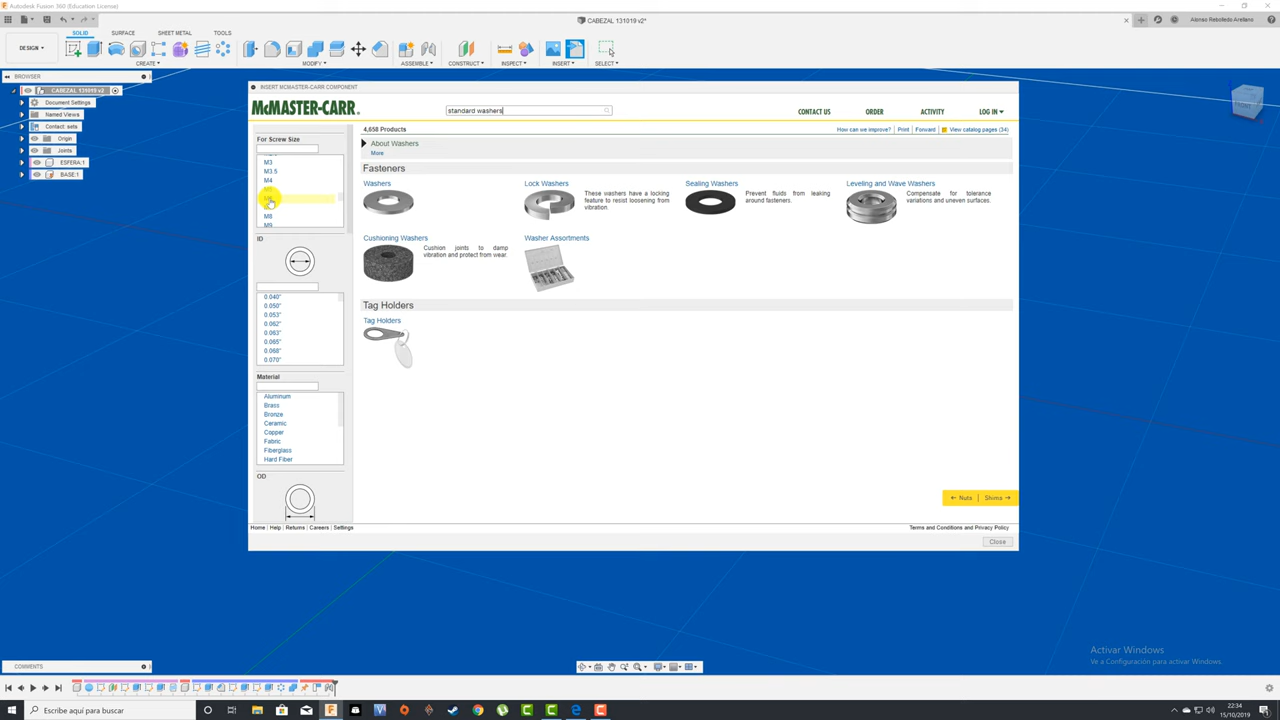 Autodesk Fusion 360 (Education License)
CABEZAL 131019 v2*
Alonso Rebolledo Arellano
DESIGN
SOLID SURFACE SHEET METAL TOOLS
CREATE MODIFY ASSEMBLE CONSTRUCT INSPECT INSERT SELECT
BROWSER
CABEZAL 131019 v2
Document Settings
Named Views
Contact: sets
Origin
Joints
ESFERA:1
BASE:1
INSERT MCMASTER-CARR COMPONENT
McMASTER-CARR.
standard washers
CONTACT US ORDER ACTIVITY LOG IN
For Screw Size
M3
M3.5
M4
M8
M9
ID
0.040"
0.050"
0.053"
0.062"
0.063"
0.065"
0.068"
0.070"
Material
Aluminum
Brass
Bronze
Ceramic
Copper
Fabric
Fiberglass
Hard Fiber
OD
4,658 Products
How can we improve? Print Forward View catalog pages (34)
About Washers
More
Fasteners
Washers
Lock Washers
These washers have a locking
feature to resist loosening from
vibration.
Sealing Washers
Prevent fluids from leaking
around fasteners.
Leveling and Wave Washers
Compensate for tolerance
variations and uneven surfaces.
Cushioning Washers
Cushion joints to damp
vibration and protect from wear.
Washer Assortments
Tag Holders
Tag Holders
Nuts Shims
Home Help Returns Careers Settings
Terms and Conditions and Privacy Policy
Close
COMMENTS
Activar Windows
Ve a Configuración para activar Windows.
Escribe aquí para buscar
22:34
15/10/2019